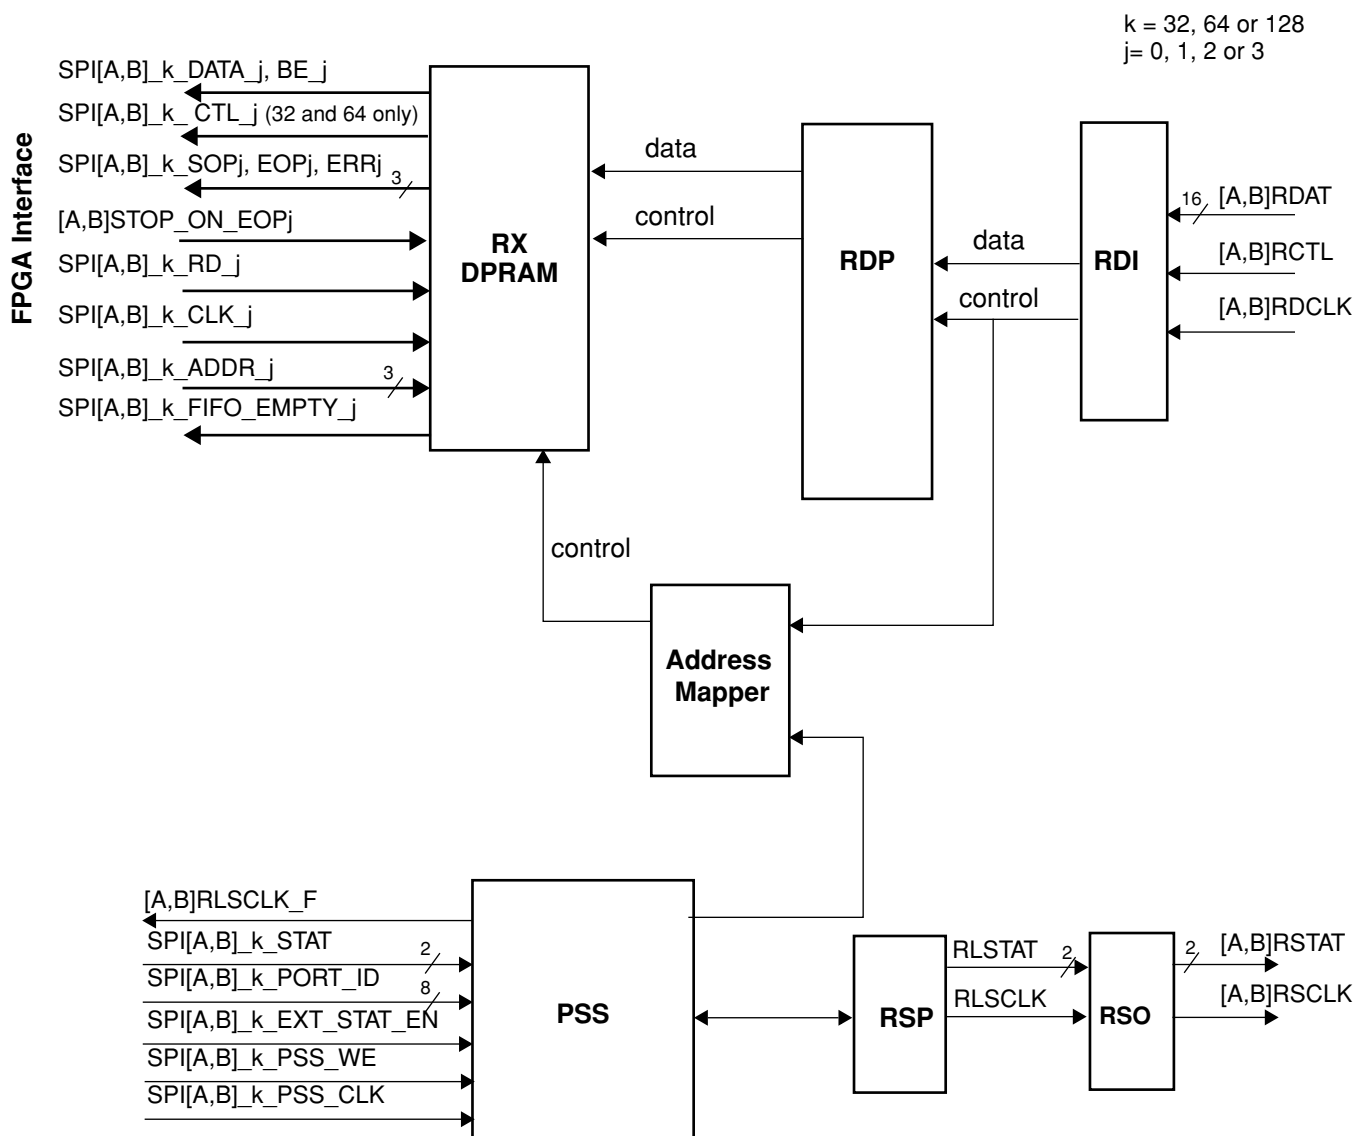 k = 32, 64 or 128
j= 0, 1, 2 or 3
FPGA Interface
SPI[A,B]_k_DATA_j, BE_j
SPI[A,B]_k_ CTL_j (32 and 64 only)
SPI[A,B]_k_SOPj, EOPj, ERRj
3
[A,B]STOP_ON_EOPj
SPI[A,B]_k_RD_j
SPI[A,B]_k_CLK_j
SPI[A,B]_k_ADDR_j
3
SPI[A,B]_k_FIFO_EMPTY_j
RX
DPRAM
data
control
RDP
data
control
RDI
16
[A,B]RDAT
[A,B]RCTL
[A,B]RDCLK
control
Address
Mapper
[A,B]RLSCLK_F
SPI[A,B]_k_STAT
2
SPI[A,B]_k_PORT_ID
8
SPI[A,B]_k_EXT_STAT_EN
SPI[A,B]_k_PSS_WE
SPI[A,B]_k_PSS_CLK
PSS
RSP
RLSTAT
2
RLSCLK
RSO
2
[A,B]RSTAT
[A,B]RSCLK